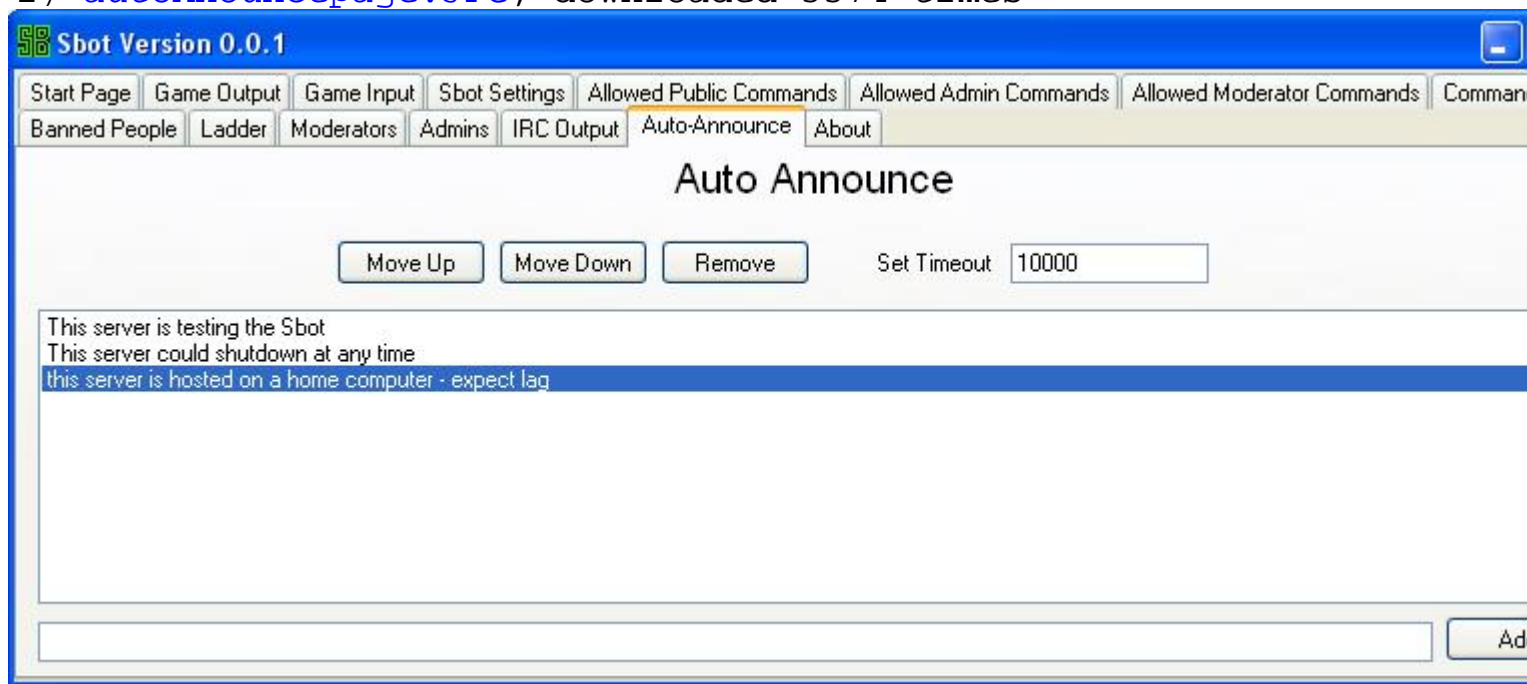 Sbot Version 0.0.1
Start Page Game Output Game Input Sbot Settings Allowed Public Commands Allowed Admin Commands Allowed Moderator Commands
Banned People Ladder Moderators Admins IRC Output Auto-Announce About
Auto Announce
Move Up Move Down Remove Set Timeout 10000
This server is testing the Sbot
This server could shutdown at any time
this server is hosted on a home computer - expect lag